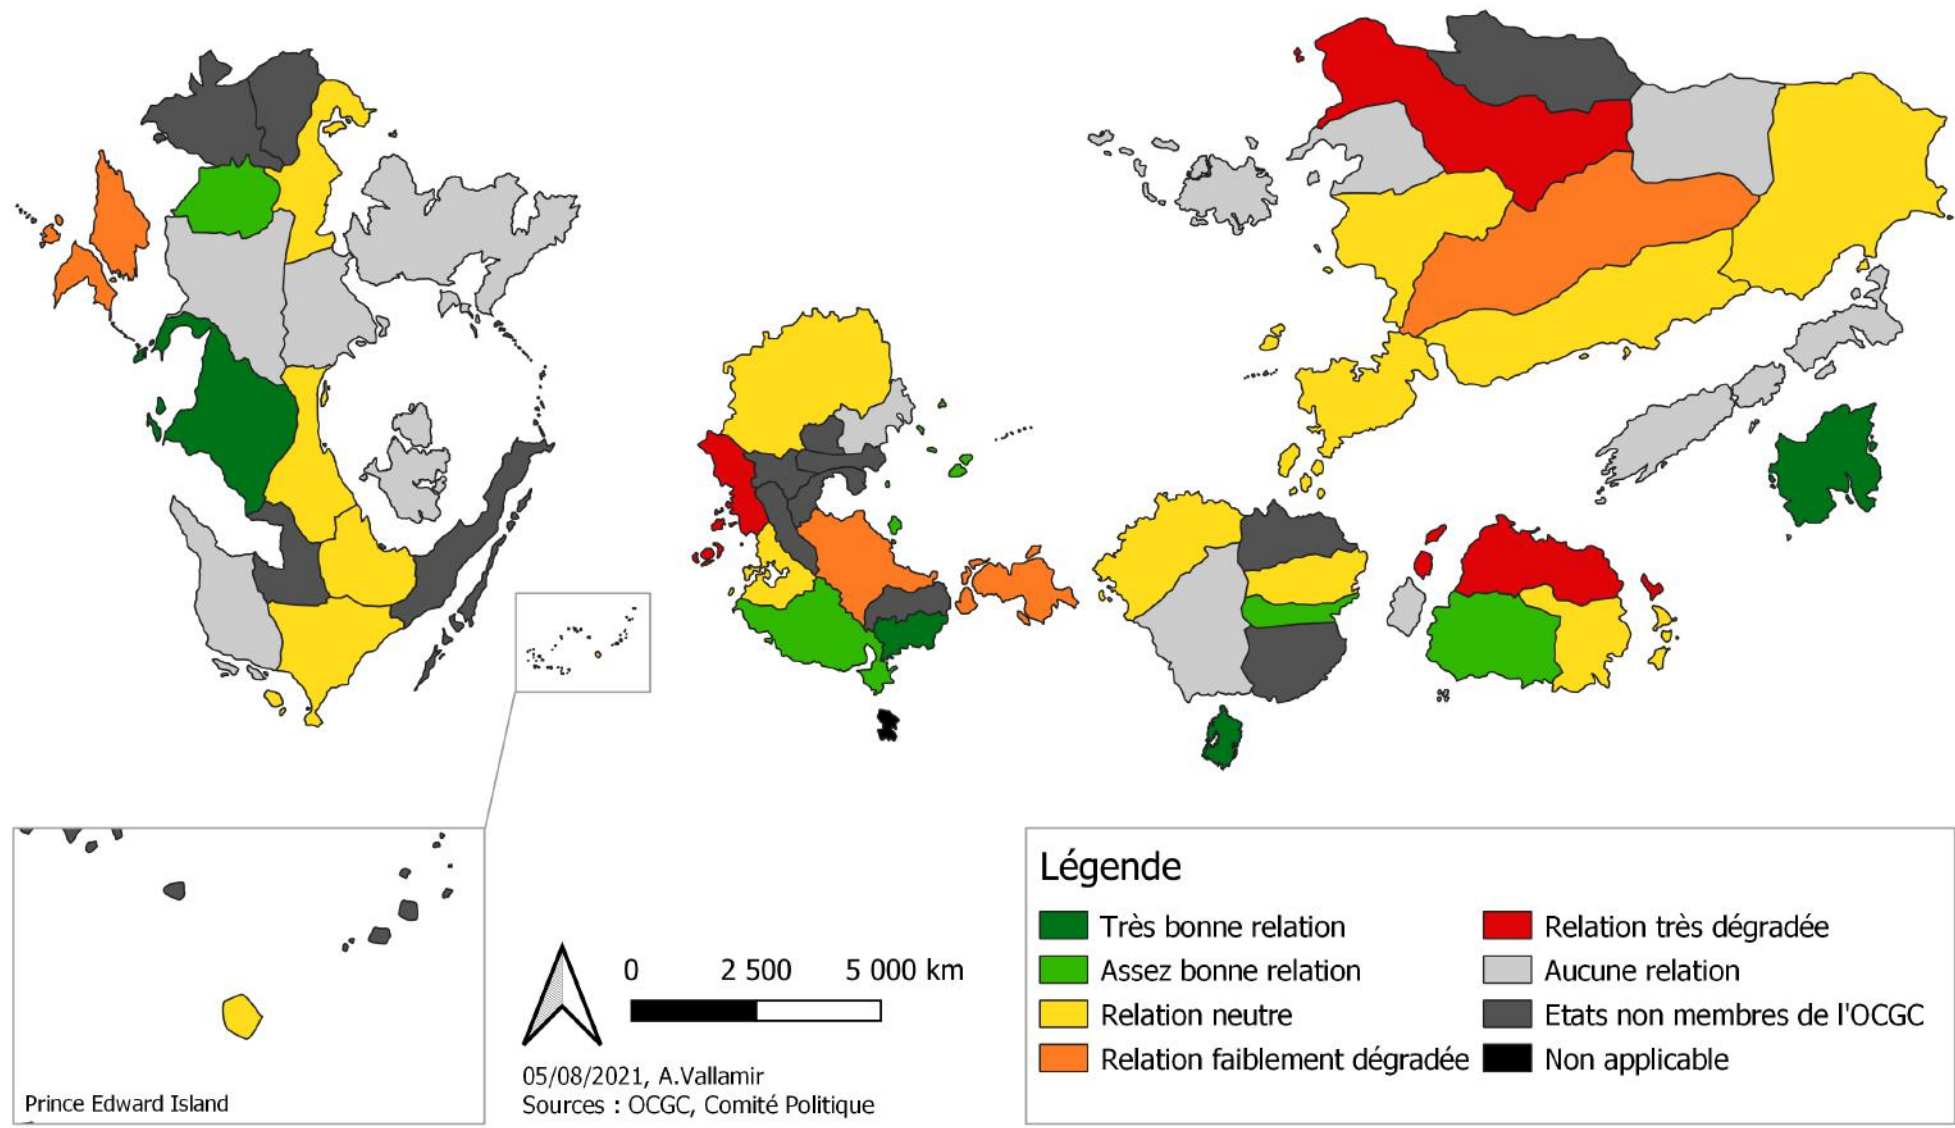 Prince Edward Island
0 2 500 5 000 km
05/08/2021, A.Vallamir
Sources : OCGC, Comité Politique
Légende
Très bonne relation
Assez bonne relation
Relation neutre
Relation faiblement dégradée
Relation très dégradée
Aucune relation
Etats non membres de l'OCGC
Non applicable